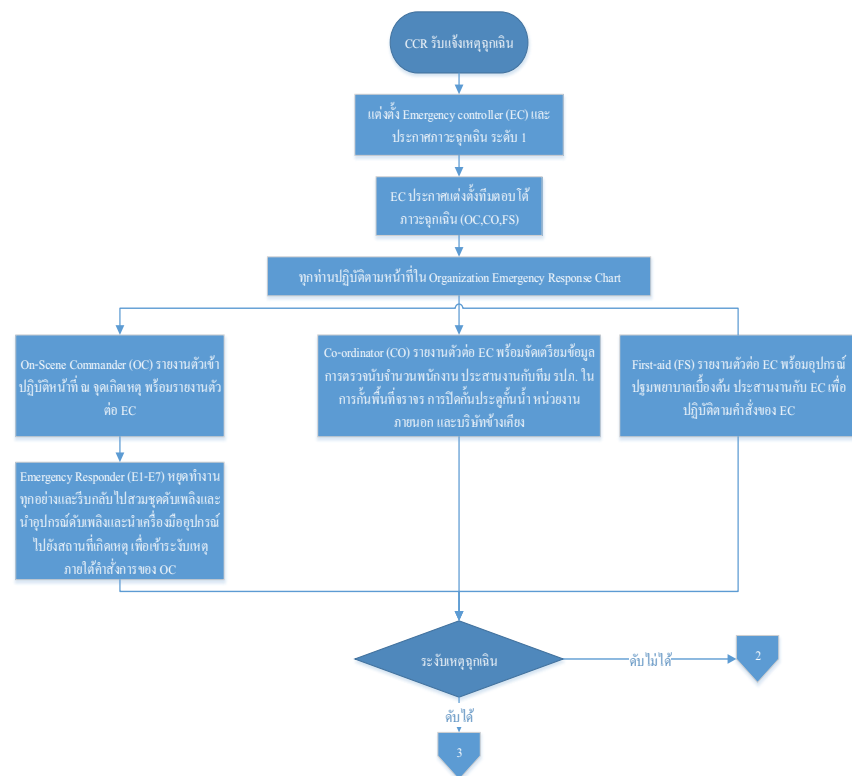 CCR รับแจ้งเหตุฉุกเฉิน
แต่งตั้ง Emergency controller (EC) และ
ประกาศภาวะฉุกเฉิน ระดับ 1
EC ประกาศแต่งตั้งทีมตอบโต้
ภาวะฉุกเฉิน (OC,CO,FS)
ทุกท่านปฏิบัติตามหน้าที่ใน Organization Emergency Response Chart
On-Scene Commander (OC) รายงานตัวเข้า
ปฏิบัติหน้าที่ ณ จุดเกิดเหตุ พร้อมรายงานตัว
ต่อ EC
Co-ordinator (CO) รายงานตัวต่อ EC พร้อมจัดเตรียมข้อมูล
การตรวจนับจำนวนพนักงาน ประสานงานกับทีม รปภ. ใน
การกั้นพื้นที่จราจร การปิดกั้นประตูกั้นน้ำ หน่วยงาน
ภายนอก และบริษัทข้างเคียง
First-aid (FS) รายงานตัวต่อ EC พร้อมอุปกรณ์
ปฐมพยาบาลเบื้องต้น ประสานงานกับ EC เพื่อ
ปฏิบัติตามคำสั่งของ EC
Emergency Responder (E1-E7) หยุดทำงาน
ทุกอย่างและรีบกลับไปสวมชุดดับเพลิงและ
นำอุปกรณ์ดับเพลิงและนำเครื่องมืออุปกรณ์
ไปยังสถานที่เกิดเหตุ เพื่อเข้าระงับเหตุ
ภายใต้คำสั่งการของ OC
ระงับเหตุฉุกเฉิน
ดับไม่ได้
2
ดับได้
3